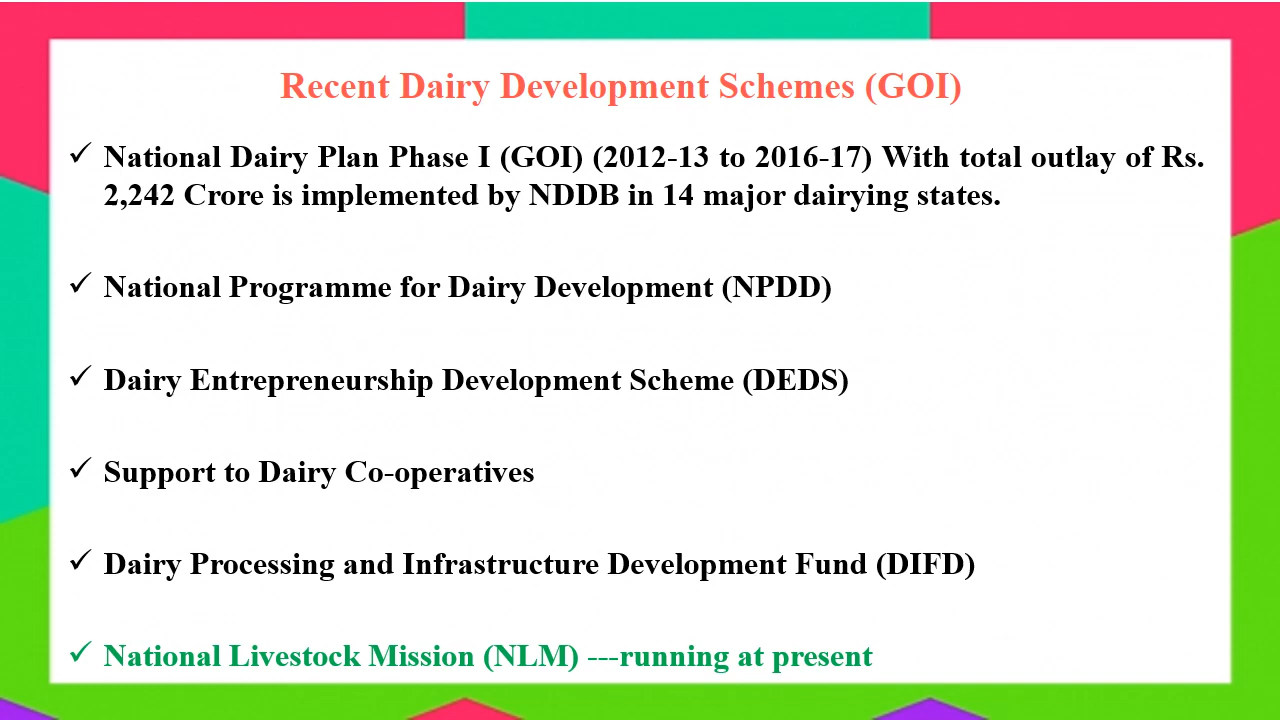 Recent Dairy Development Schemes (GOI)
✓ National Dairy Plan Phase I (GOI) (2012-13 to 2016-17) With total outlay of Rs.
2,242 Crore is implemented by NDDB in 14 major dairying states.
✓ National Programme for Dairy Development (NPDD)
✓ Dairy Entrepreneurship Development Scheme (DEDS)
✓ Support to Dairy Co-operatives
✓ Dairy Processing and Infrastructure Development Fund (DIFD)
✓ National Livestock Mission (NLM) ---running at present